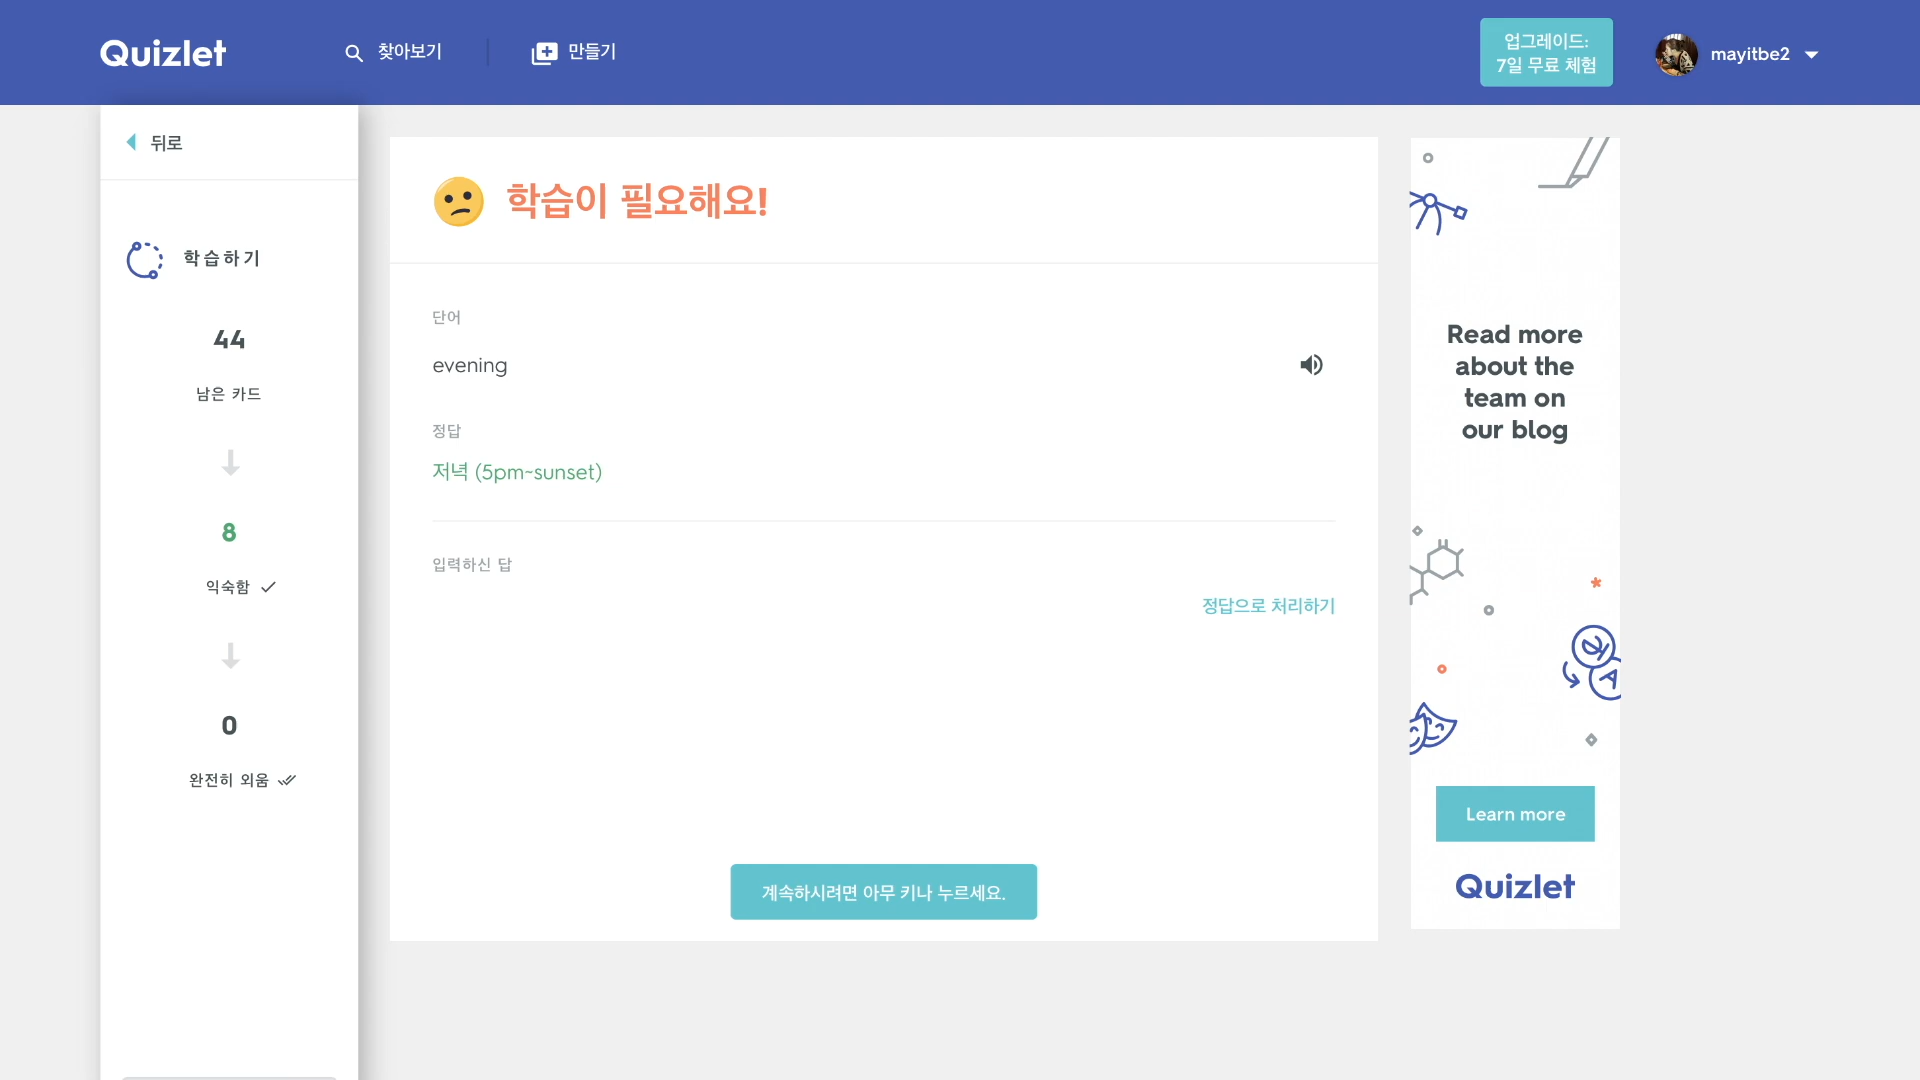 Quizlet
찾아보기
만들기
업그레이드:
7일 무료 체험
mayitbe2
뒤로
학습하기
44
남은 카드
8
익숙함
0
완전히 외움
학습이 필요해요!
단어
evening
정답
저녁 (5pm~sunset)
입력하신 답
정답으로 처리하기
계속하시려면 아무 키나 누르세요.
Read more
about the
team on
our blog
Learn more
Quizlet